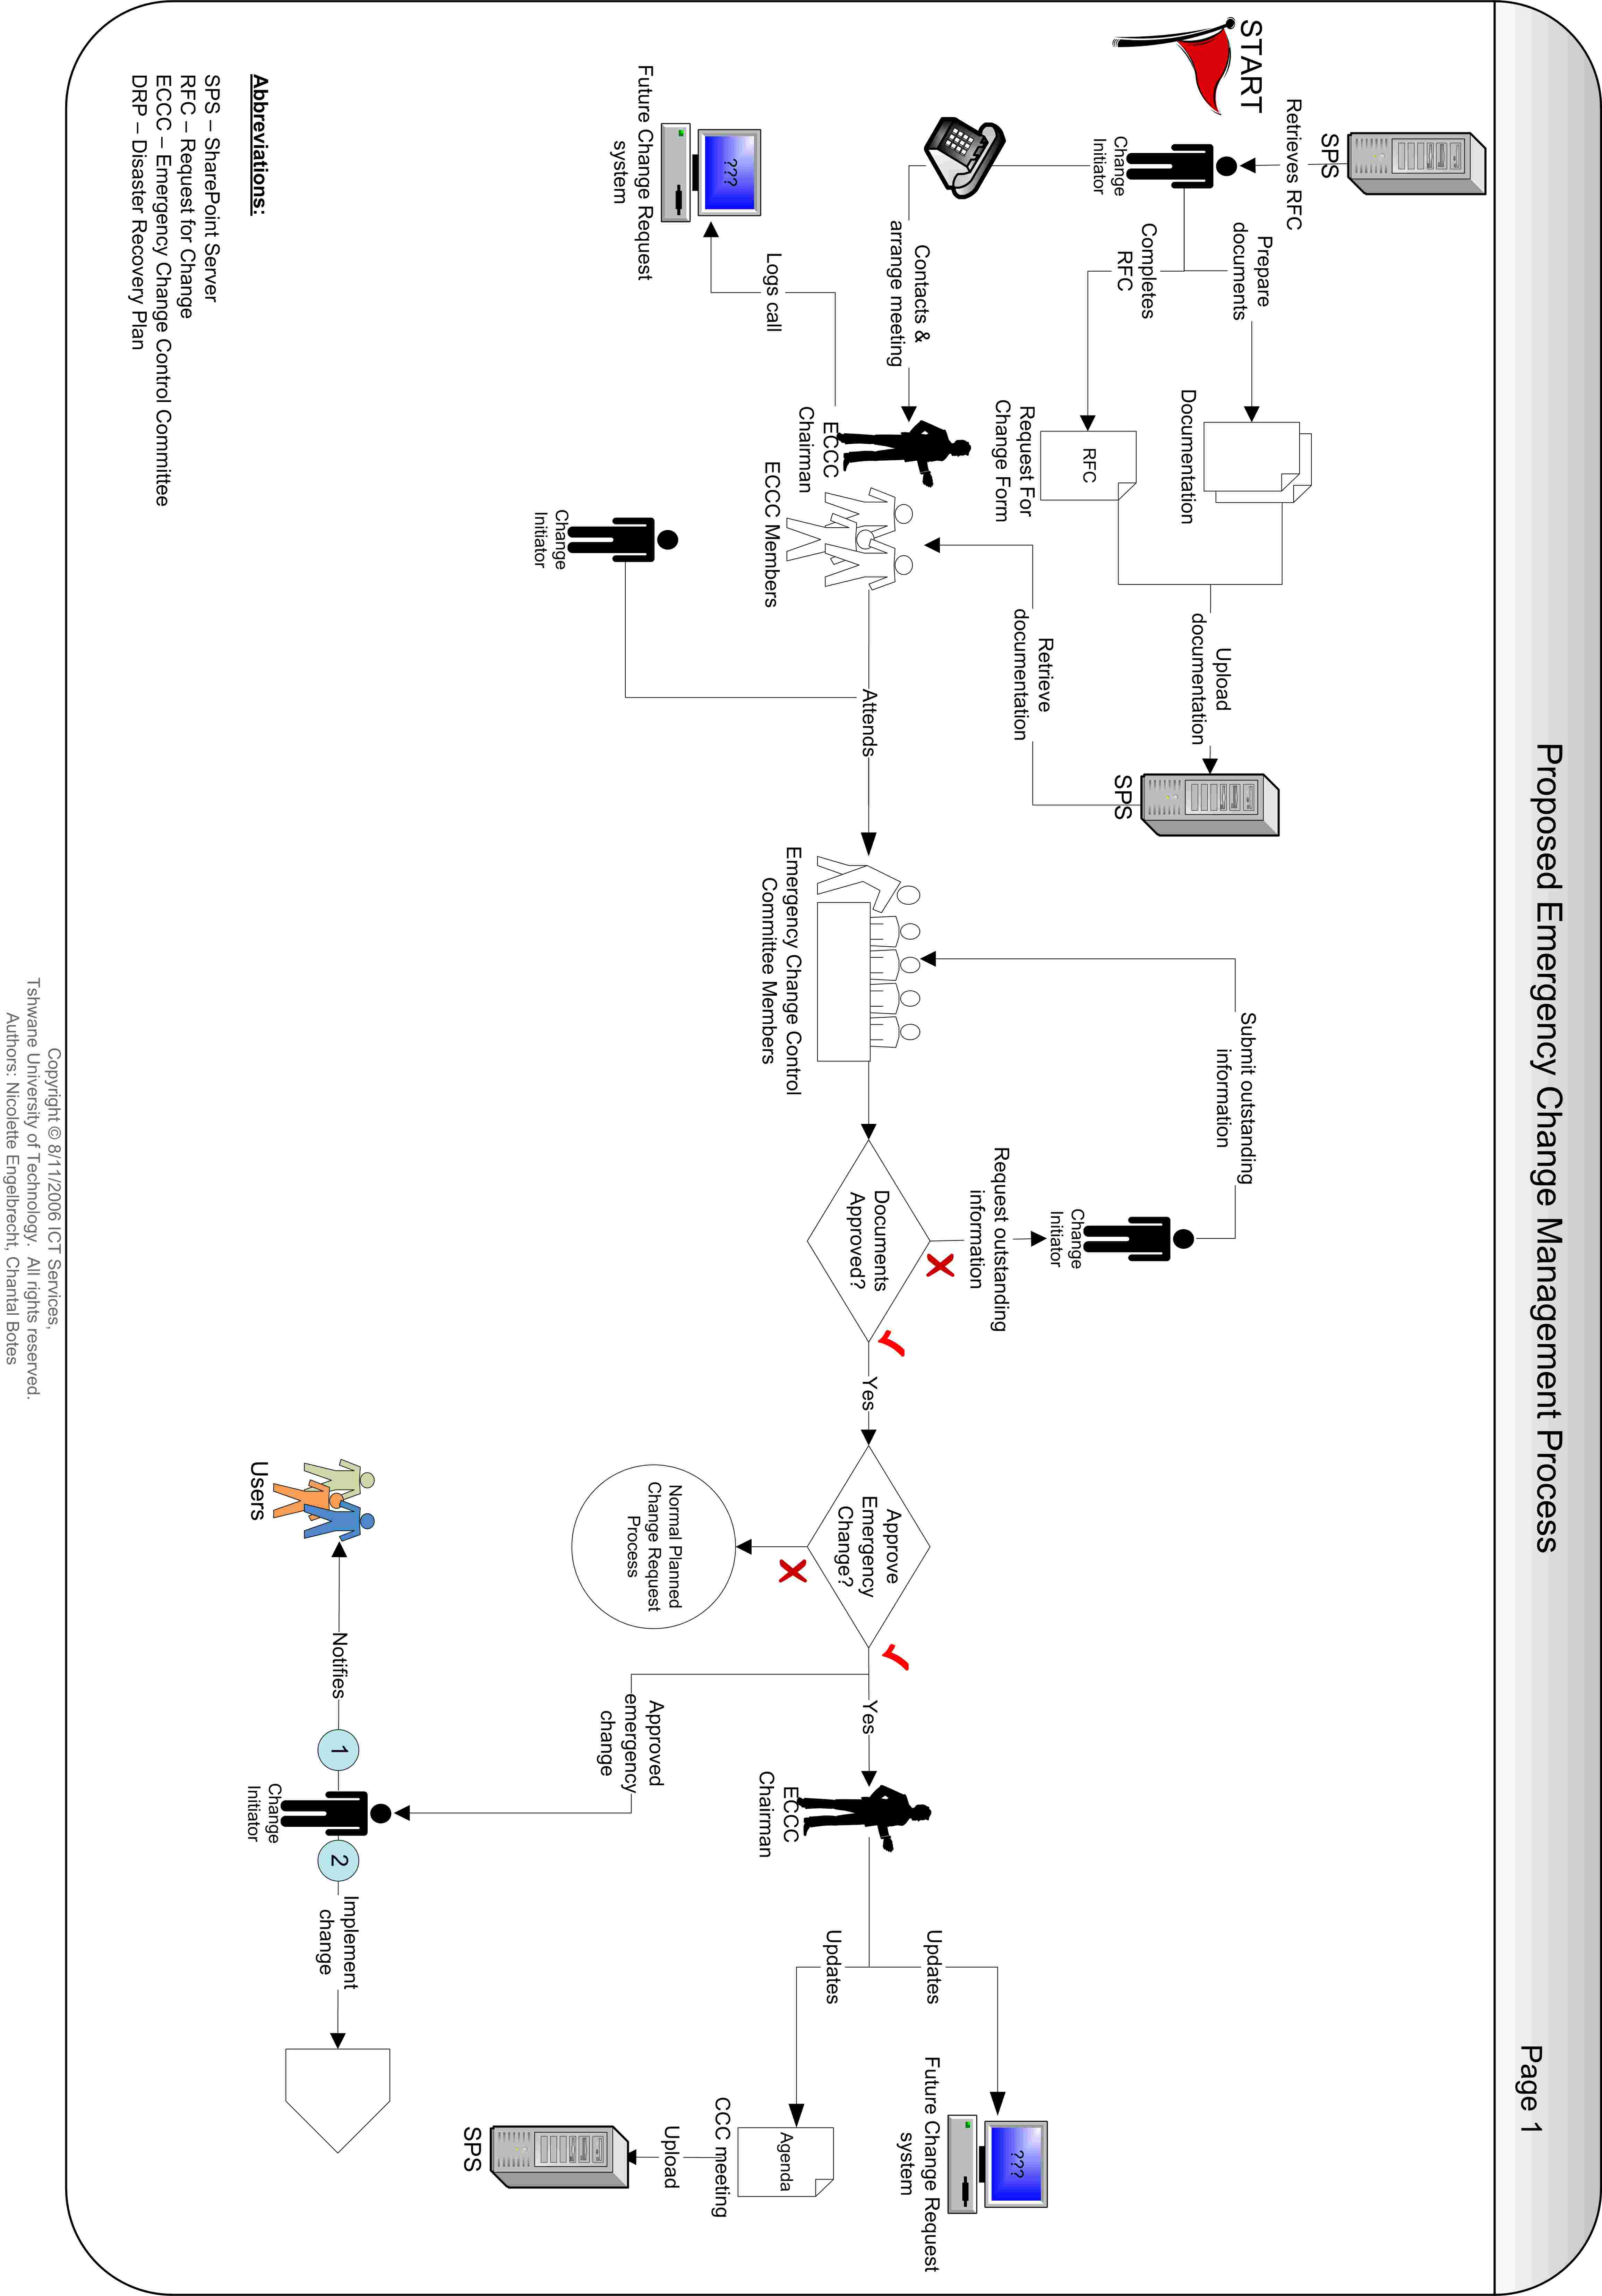 Proposed Emergency Change Management Process
Page 1
START
SPS
Retrieves RFC
Change
Initiator
Prepare
documents
Completes
RFC
Documentation
RFC
Request For
Change Form
Upload
documentation
SPS
Retrieve
documentation
Contacts &
arrange meeting
ECCC
Chairman
ECCC Members
Logs call
???
Future Change Request
system
Change
Initiator
Attends
Emergency Change Control
Committee Members
Submit outstanding
information
Change
Initiator
Request outstanding
information
Documents
Approved?
Yes
Approve
Emergency
Change?
Normal Planned
Change Request
Process
Yes
Approved
emergency
change
ECCC
Chairman
Updates
Updates
???
Future Change Request
system
Agenda
CCC meeting
Upload
SPS
Users
Notifies
1
Change
Initiator
2
Implement
change
Abbreviations:
SPS – SharePoint Server
RFC – Request for Change
ECCC – Emergency Change Control Committee
DRP – Disaster Recovery Plan
Copyright © 8/11/2006 ICT Services,
Tshwane University of Technology. All rights reserved.
Authors: Nicolette Engelbrecht, Chantal Botes